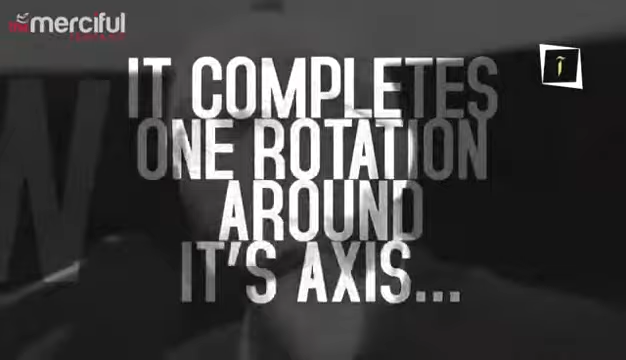 merciful
IT COMPLETES
ONE ROTATION
AROUND
IT'S AXIS...